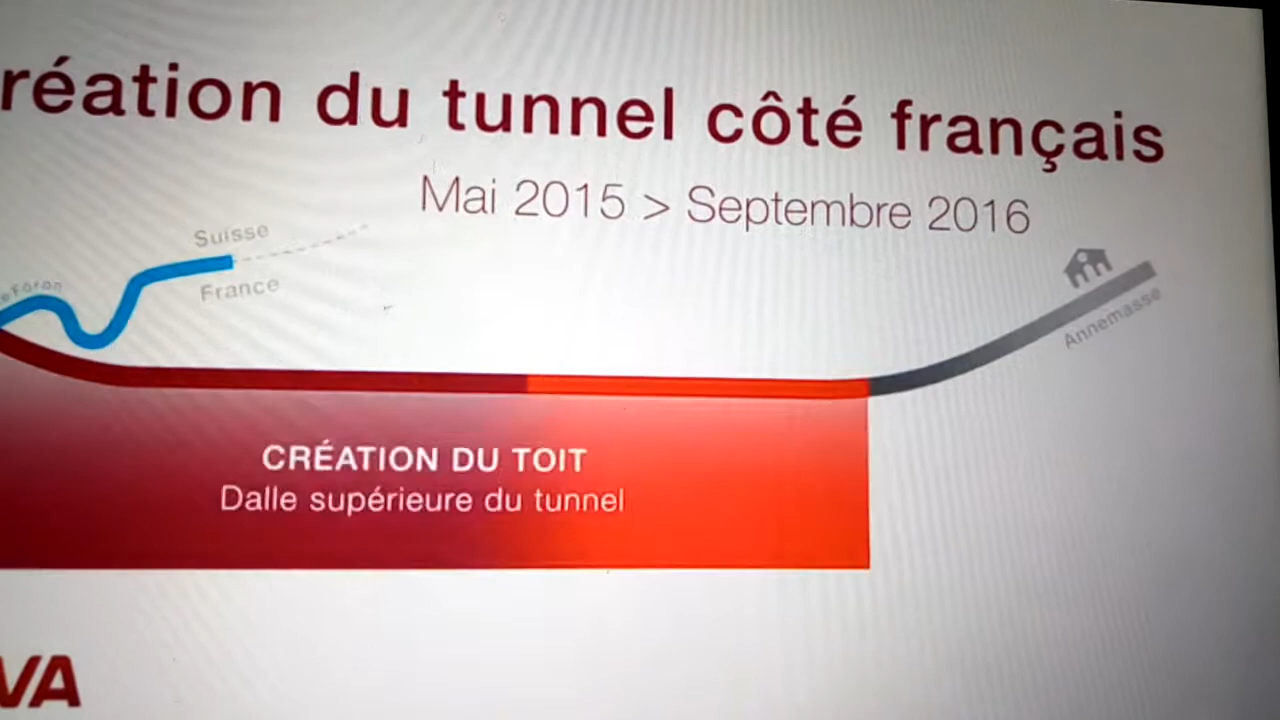 réation du tunnel côté français
Mai 2015 > Septembre 2016
Suisse
France
e Foron
Annemasse
CRÉATION DU TOIT
Dalle supérieure du tunnel
VA